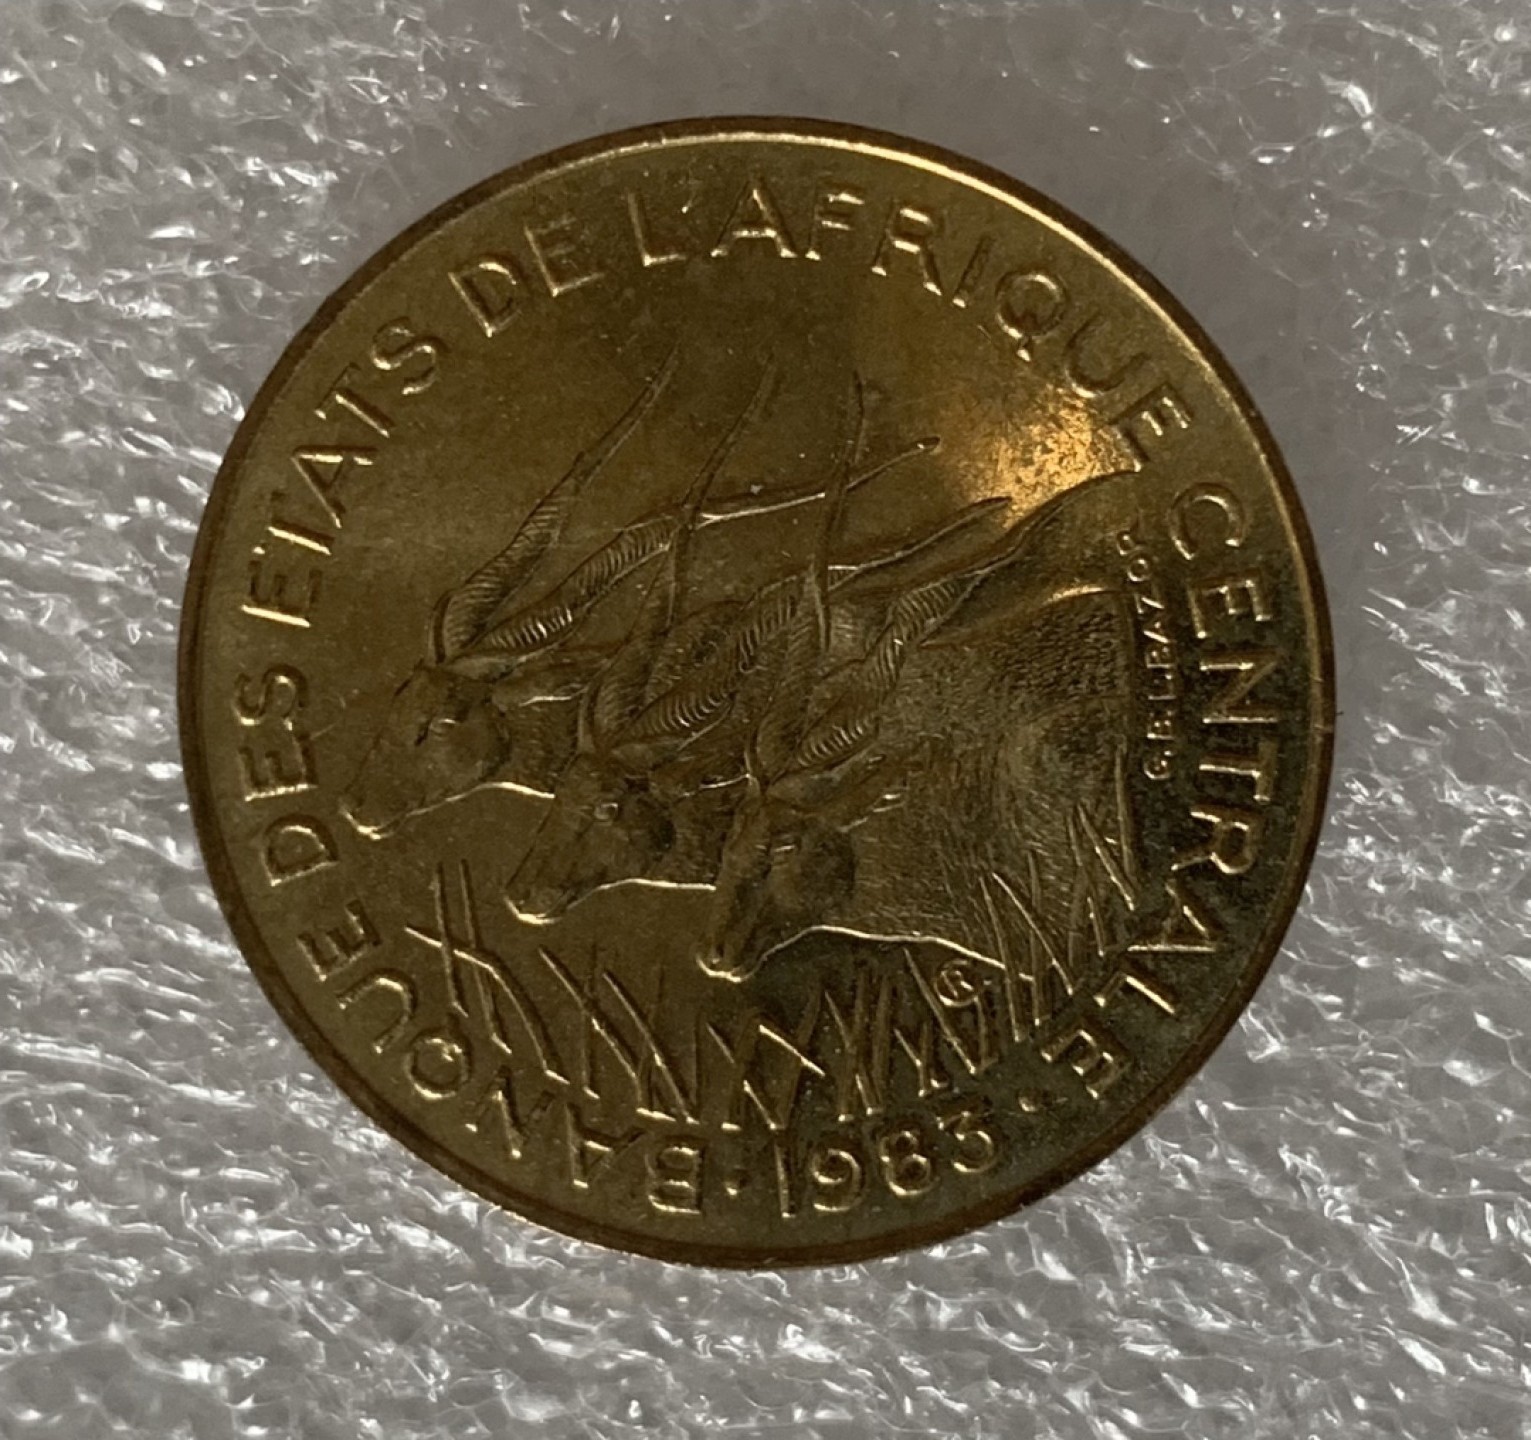 BANQUE DES ETATS DE L'AFRIQUE CENTRALE
· 1983 ·
G.B.L.BAZOR